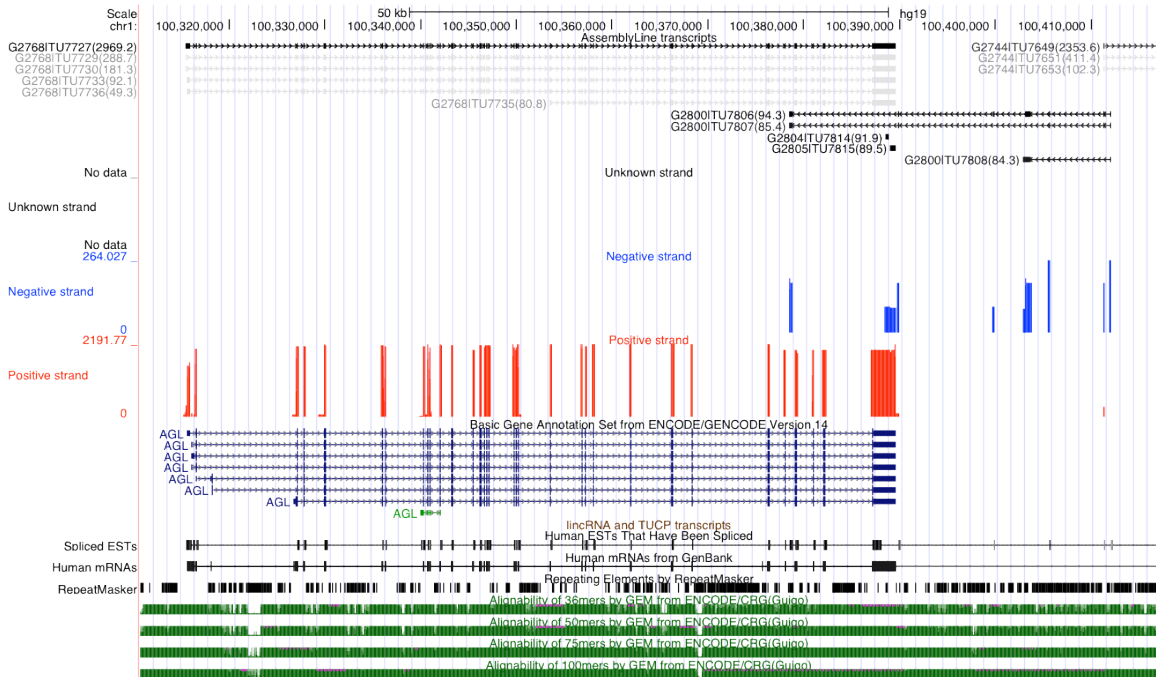 Scale 50 kb hg19
chr1: 100,320,000 100,330,000 100,340,000 100,350,000 100,360,000 100,370,000 100,380,000 100,390,000 100,400,000 100,410,000
AssemblyLine transcripts
G2768|TU7727(2969.2) G2744|TU7649(2353.6)
G2768|TU7729(288.7) G2744|TU7651(411.4)
G2768|TU7730(181.3) G2744|TU7653(102.3)
G2768|TU7733(92.1)
G2768|TU7736(49.3)
G2768|TU7735(80.8)
G2800|TU7806(94.3)
G2800|TU7807(85.4)
G2804|TU7814(91.9)
G2805|TU7815(89.5)
G2800|TU7808(84.3)
No data _ Unknown strand
Unknown strand
No data
264.027 _ Negative strand
Negative strand
0
2191.77 _ Positive strand
Positive strand
0
Basic Gene Annotation Set from ENCODE/GENCODE Version 14
AGL
AGL
AGL
AGL
AGL
AGL
AGL
AGL
lincRNA and TUCP transcripts
Human ESTs That Have Been Spliced
Spliced ESTs
Human mRNAs from GenBank
Human mRNAs
Repeating Elements by RepeatMasker
RepeatMasker
Alignability of 36mers by GEM from ENCODE/CRG(Guigo)
Alignability of 50mers by GEM from ENCODE/CRG(Guigo)
Alignability of 75mers by GEM from ENCODE/CRG(Guigo)
Alignability of 100mers by GEM from ENCODE/CRG(Guigo)